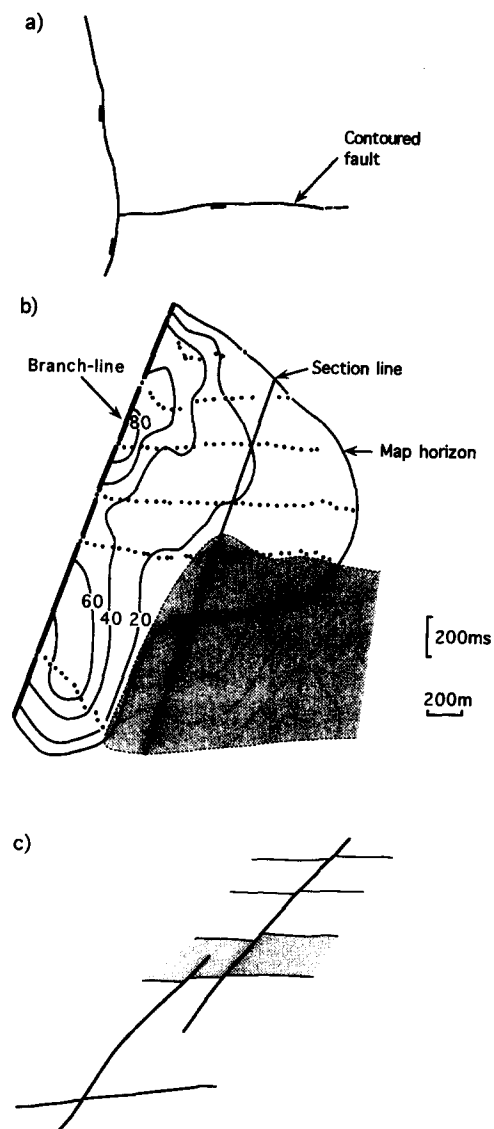 a)
Contoured
fault
b)
Branch-line
Section line
80
Map horizon
60
40
20
200ms
200m
c)